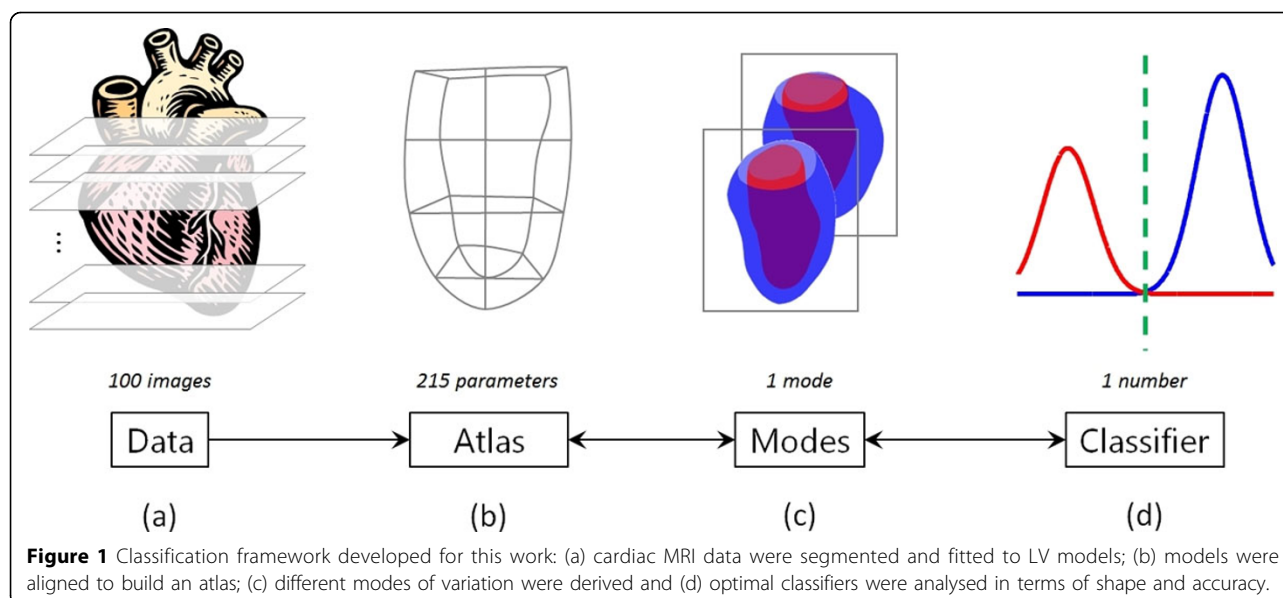 100 images
215 parameters
1 mode
1 number
Data
Atlas
Modes
Classifier
(a)
(b)
(c)
(d)
Figure 1 Classification framework developed for this work: (a) cardiac MRI data were segmented and fitted to LV models; (b) models were
aligned to build an atlas; (c) different modes of variation were derived and (d) optimal classifiers were analysed in terms of shape and accuracy.